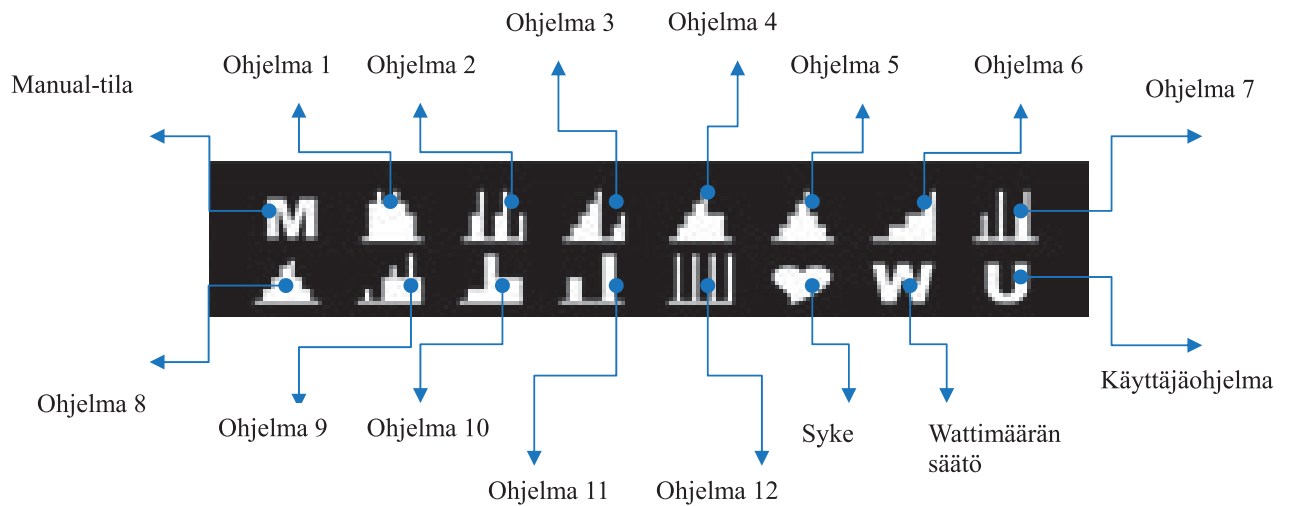 Ohjelma 3
Ohjelma 4
Ohjelma 1
Ohjelma 2
Ohjelma 5
Ohjelma 6
Manual-tila
Ohjelma 7
M
W
U
Käyttäjäohjelma
Ohjelma 8
Ohjelma 9
Ohjelma 10
Syke
Wattimäärän
säätö
Ohjelma 11
Ohjelma 12